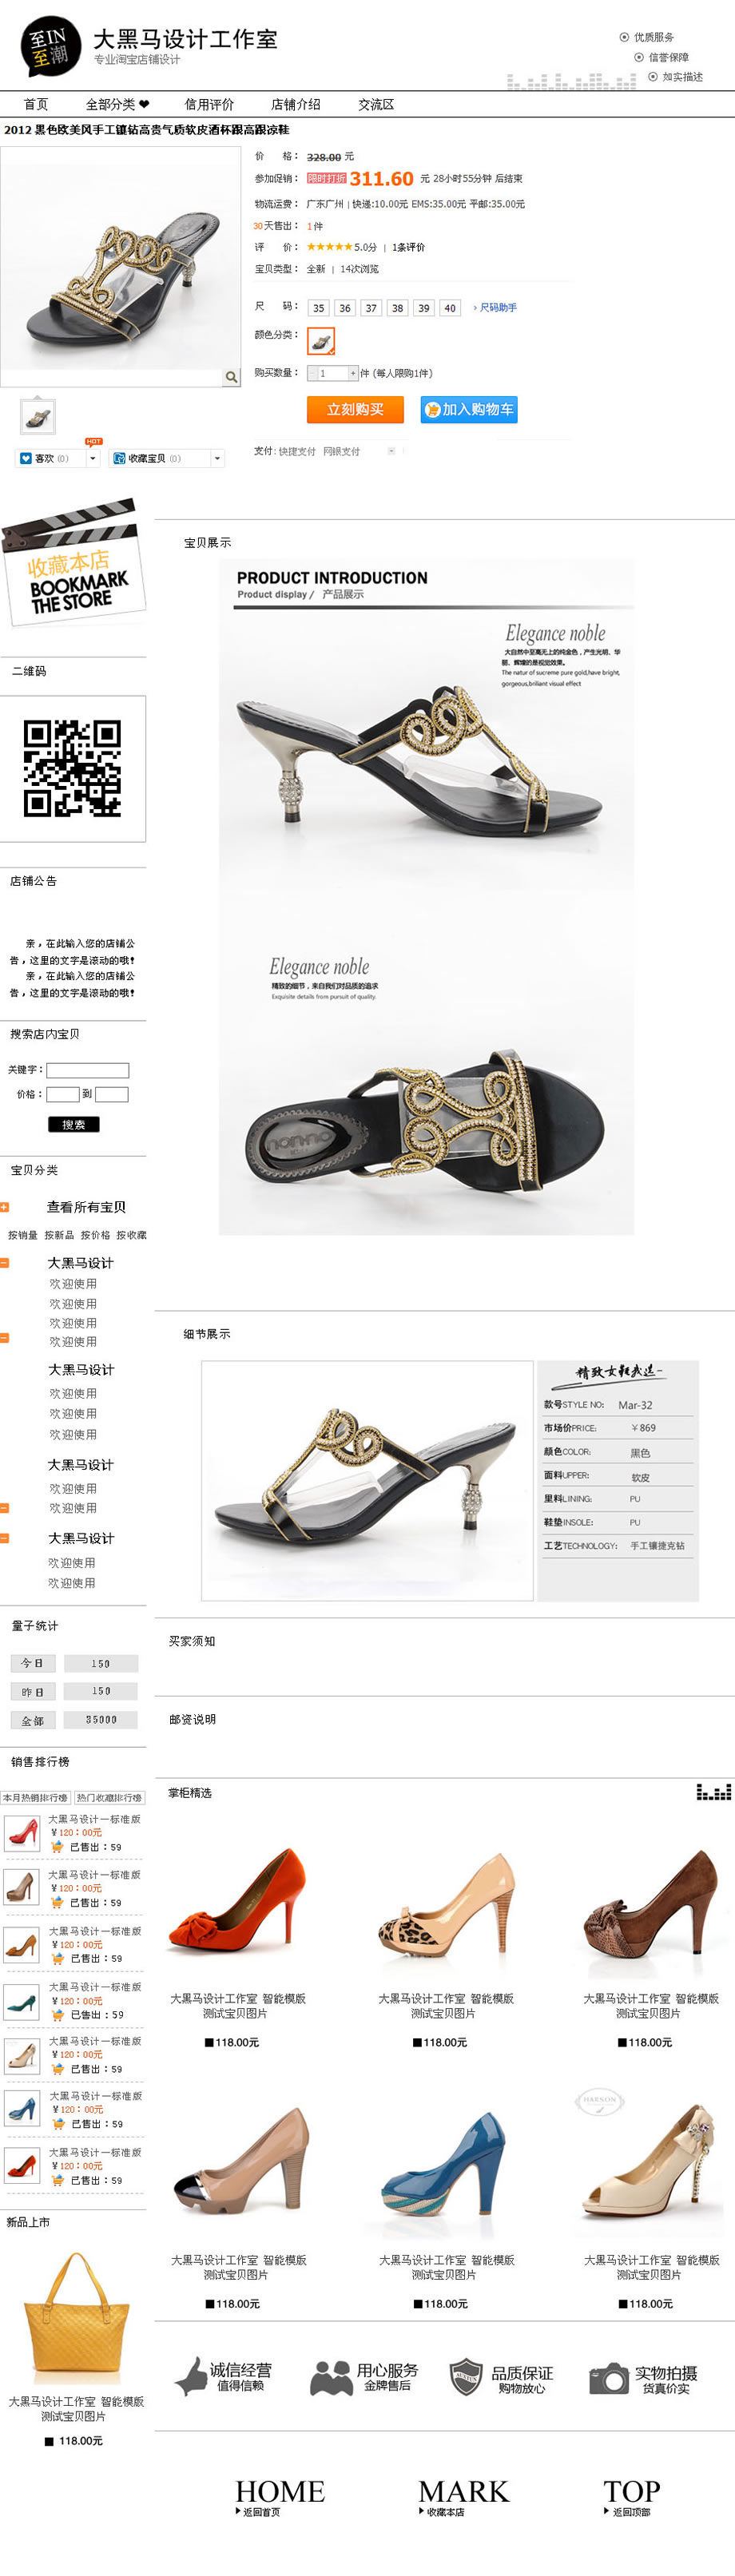 至IN
至潮
大黑马设计工作室
专业淘宝店铺设计
优质服务
信誉保障
如实描述
首页 全部分类 信用评价 店铺介绍 交流区
2012 黑色欧美风手工镶钻高贵气质软皮酒杯跟高跟凉鞋
价 格： 328.00 元
参加促销： 限时打折 311.60 元 28小时55分钟 后结束
物流运费： 广东广州 | 快递:10.00元 EMS:35.00元 平邮:35.00元
30天售出： 1件
评 价： 5.0分 | 1条评价
宝贝类型： 全新 | 14次浏览
尺 码： 35 36 37 38 39 40 › 尺码助手
颜色分类：
购买数量： - 1 + 件 (每人限购1件)
立刻购买 加入购物车
HOT
喜欢 (0) 收藏宝贝 (0)
支付: 快捷支付 网银支付
收藏本店
BOOKMARK
THE STORE
二维码
店铺公告
亲，在此输入您的店铺公
告，这里的文字是滚动的哦!
亲，在此输入您的店铺公
告，这里的文字是滚动的哦!
搜索店内宝贝
关键字：
价格： 到
搜索
宝贝分类
查看所有宝贝
按销量 按新品 按价格 按收藏
大黑马设计
欢迎使用
欢迎使用
欢迎使用
欢迎使用
大黑马设计
欢迎使用
欢迎使用
欢迎使用
大黑马设计
欢迎使用
欢迎使用
大黑马设计
欢迎使用
欢迎使用
量子统计
今日 150
昨日 150
全部 35000
销售排行榜
本月热销排行榜 热门收藏排行榜
大黑马设计一标准版
¥120：00元
已售出：59
大黑马设计一标准版
¥120：00元
已售出：59
大黑马设计一标准版
¥120：00元
已售出：59
大黑马设计一标准版
¥120：00元
已售出：59
大黑马设计一标准版
¥120：00元
已售出：59
大黑马设计一标准版
¥120：00元
已售出：59
大黑马设计一标准版
¥120：00元
已售出：59
新品上市
大黑马设计工作室 智能模版
测试宝贝图片
■ 118.00元
宝贝展示
PRODUCT INTRODUCTION
Product display / 产品展示
Elegance noble
大自然中至高无上的纯金色，产生光明、华
丽、辉煌的是视觉效果。
The natur of sucreme pure gold,have bright,
gorgeous,briliant visual effect
Elegance noble
精致的细节，来自我们对品质的追求
Exquisite details from pursuit of quality.
细节展示
精致女鞋我选-
款号STYLE NO: Mar-32
市场价PRICE: ￥869
颜色COLOR: 黑色
面料UPPER: 软皮
里料LINING: PU
鞋垫INSOLE: PU
工艺TECHNOLOGY: 手工镶捷克钻
买家须知
邮资说明
掌柜精选
大黑马设计工作室 智能模版 大黑马设计工作室 智能模版 大黑马设计工作室 智能模版
测试宝贝图片 测试宝贝图片 测试宝贝图片
■118.00元 ■118.00元 ■118.00元
HARSON
大黑马设计工作室 智能模版 大黑马设计工作室 智能模版 大黑马设计工作室 智能模版
测试宝贝图片 测试宝贝图片 测试宝贝图片
■118.00元 ■118.00元 ■118.00元
诚信经营 用心服务 品质保证 实物拍摄
值得信赖 金牌售后 购物放心 货真价实
HOME MARK TOP
返回首页 收藏本店 返回顶部